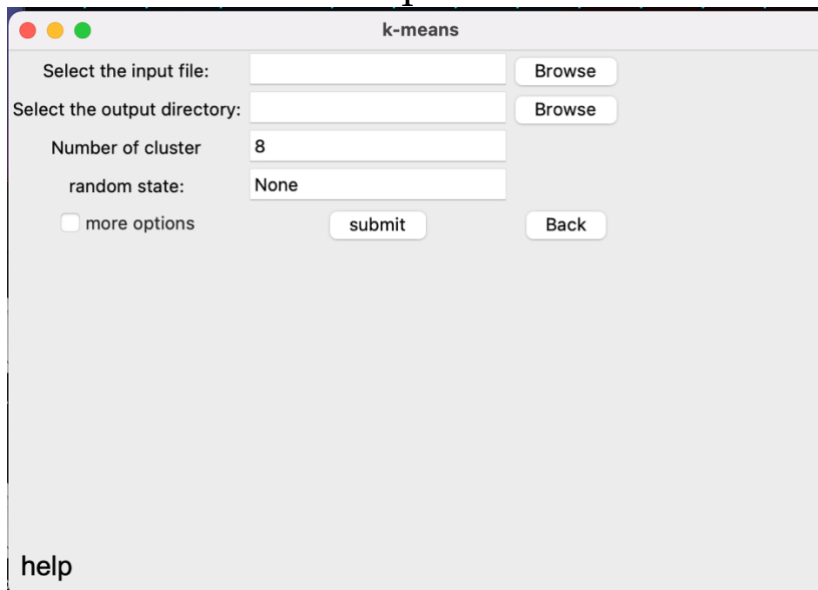 k-means
Select the input file: Browse
Select the output directory: Browse
Number of cluster 8
random state: None
more options submit Back
help